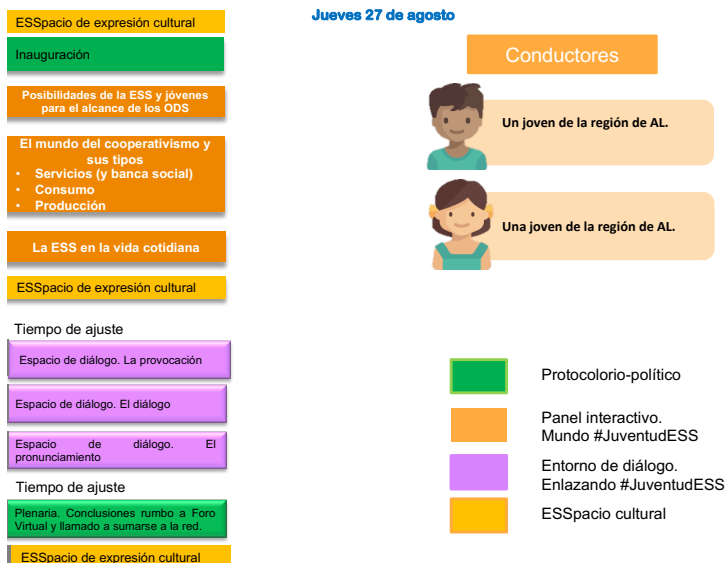 Jueves 27 de agosto
ESSpacio de expresión cultural
Inauguración
Posibilidades de la ESS y jóvenes
para el alcance de los ODS
El mundo del cooperativismo y
sus tipos
• Servicios (y banca social)
• Consumo
• Producción
La ESS en la vida cotidiana
ESSpacio de expresión cultural
Tiempo de ajuste
Espacio de diálogo. La provocación
Espacio de diálogo. El diálogo
Espacio de diálogo. El
pronunciamiento
Tiempo de ajuste
Plenaria. Conclusiones rumbo a Foro
Virtual y llamado a sumarse a la red.
ESSpacio de expresión cultural
Conductores
Un joven de la región de AL.
Una joven de la región de AL.
Protocolorio-político
Panel interactivo.
Mundo #JuventudESS
Entorno de diálogo.
Enlazando #JuventudESS
ESSpacio cultural